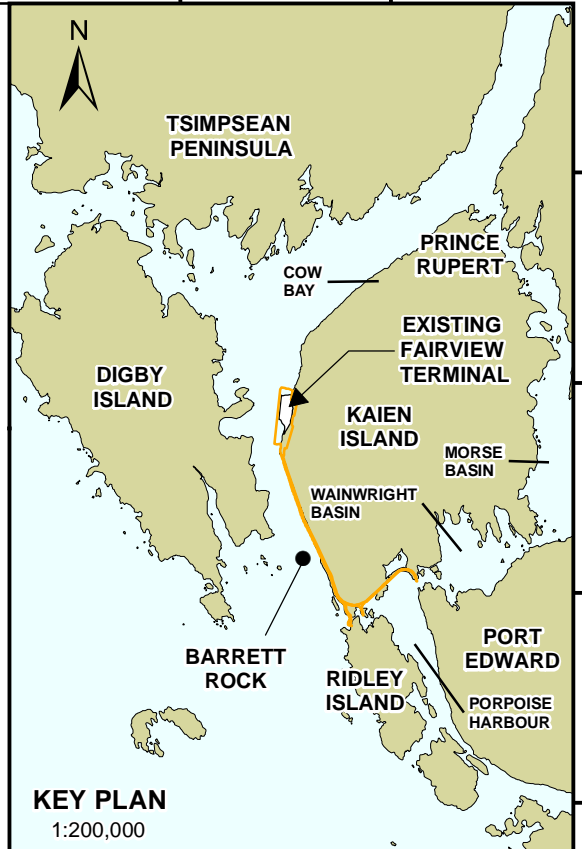 N
TSIMPSEAN
PENINSULA
PRINCE
RUPERT
COW
BAY
EXISTING
FAIRVIEW
TERMINAL
DIGBY
ISLAND
KAIEN
ISLAND
MORSE
BASIN
WAINWRIGHT
BASIN
BARRETT
ROCK
RIDLEY
ISLAND
PORT
EDWARD
PORPOISE
HARBOUR
KEY PLAN
1:200,000